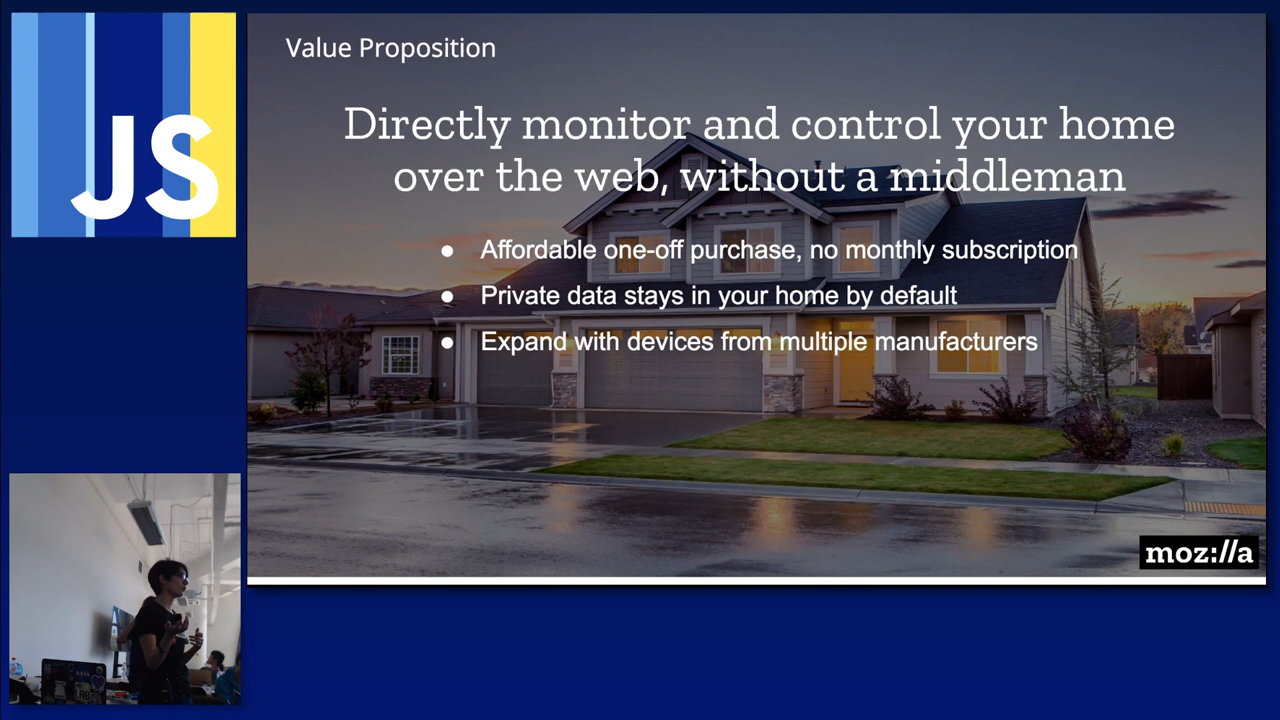 JS
Value Proposition
Directly monitor and control your home
over the web, without a middleman
● Affordable one-off purchase, no monthly subscription
● Private data stays in your home by default
● Expand with devices from multiple manufacturers
moz://a
NASA